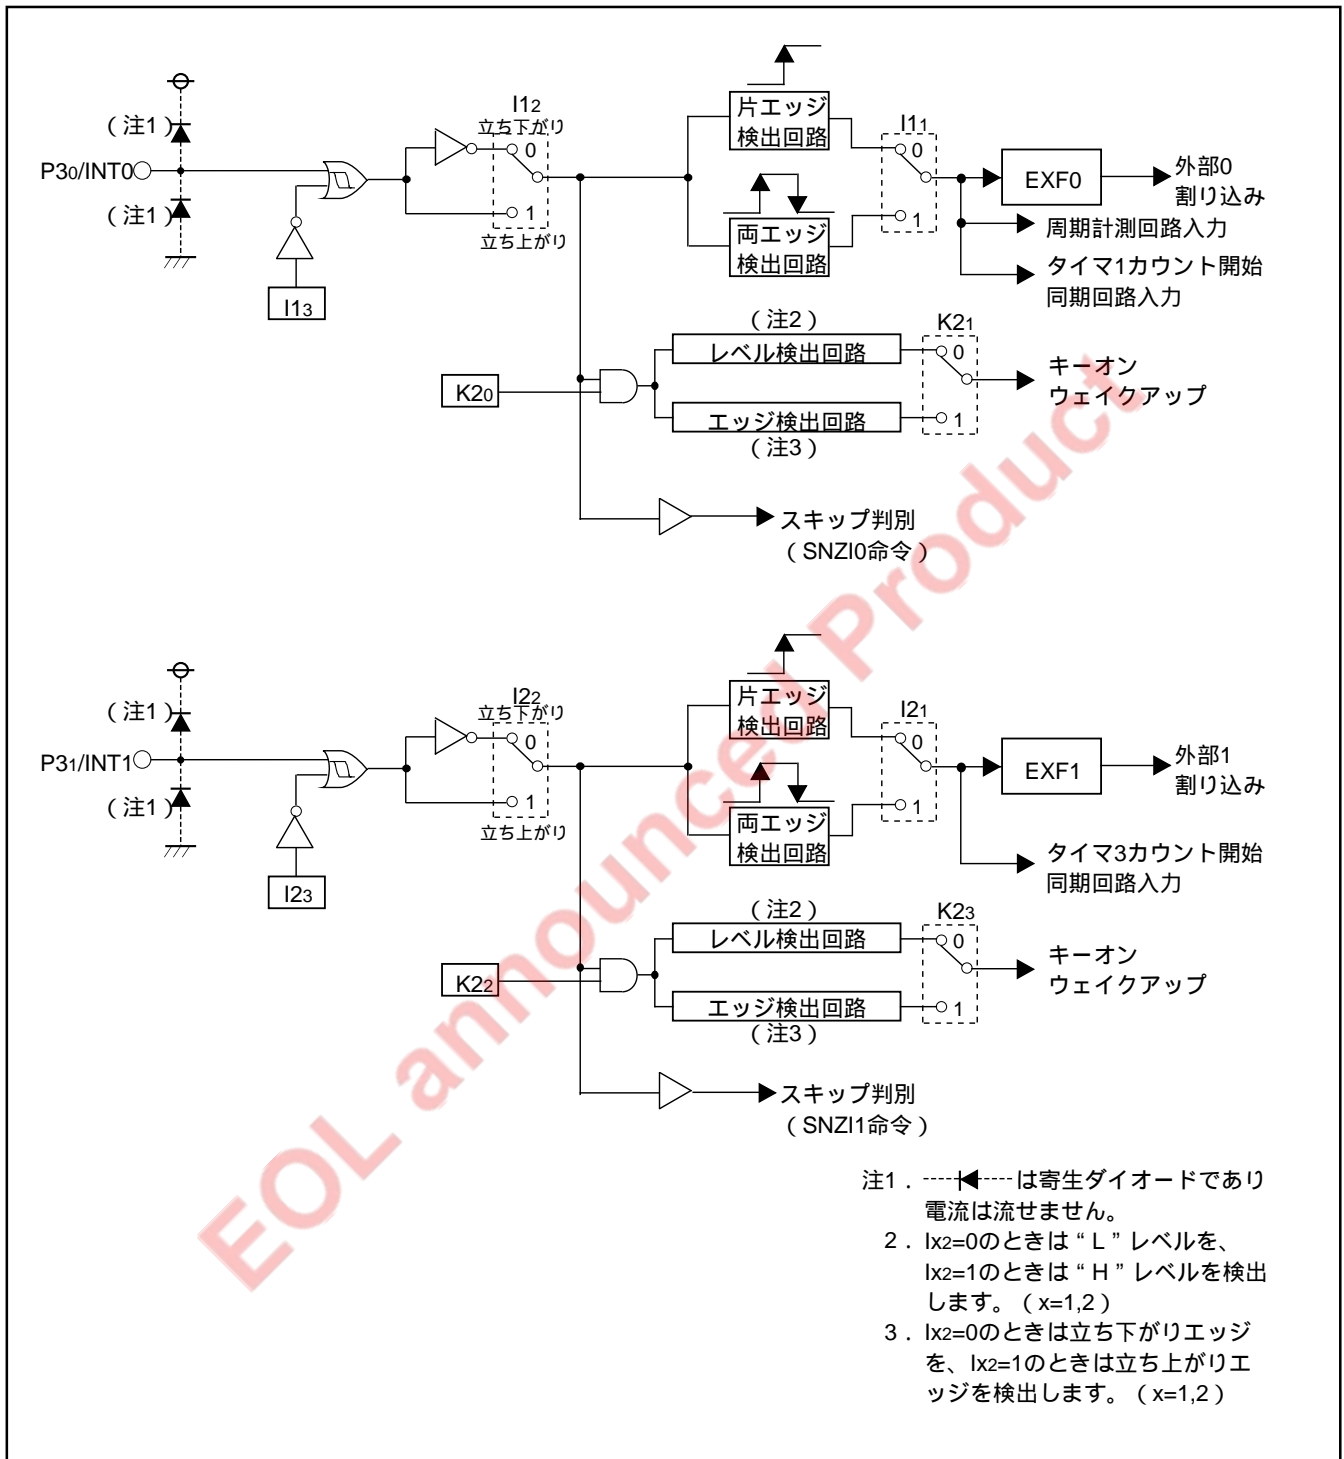 I12
立ち下がり
0
1
立ち上がり
(注1)
P30/INT0
(注1)
I13
片エッジ
検出回路
両エッジ
検出回路
I11
0
1
EXF0
外部0
割り込み
周期計測回路入力
タイマ1カウント開始
同期回路入力
K20
(注2)
レベル検出回路
エッジ検出回路
(注3)
K21
0
1
キーオン
ウェイクアップ
スキップ判別
(SNZI0命令)
I22
立ち下がり
0
1
立ち上がり
(注1)
P31/INT1
(注1)
I23
片エッジ
検出回路
両エッジ
検出回路
I21
0
1
EXF1
外部1
割り込み
タイマ3カウント開始
同期回路入力
K22
(注2)
レベル検出回路
エッジ検出回路
(注3)
K23
0
1
キーオン
ウェイクアップ
スキップ判別
(SNZI1命令)
EOL announced Product
注1. は寄生ダイオードであり
電流は流せません。
2. Ix2=0のときは“L”レベルを、
Ix2=1のときは“H”レベルを検出
します。(x=1,2)
3. Ix2=0のときは立ち下がりエッジ
を、Ix2=1のときは立ち上がりエ
ッジを検出します。(x=1,2)